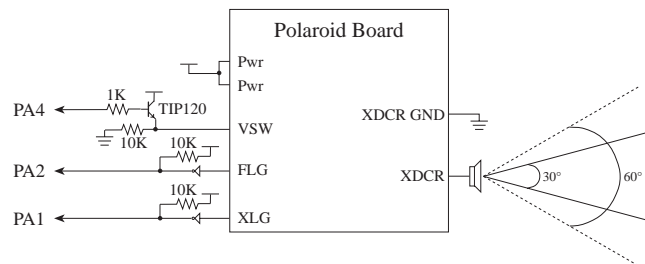 Polaroid Board
Pwr
Pwr
1K
PA4
TIP120
XDCR GND
10K
VSW
10K
PA2
FLG
XDCR
30°
60°
10K
PA1
XLG